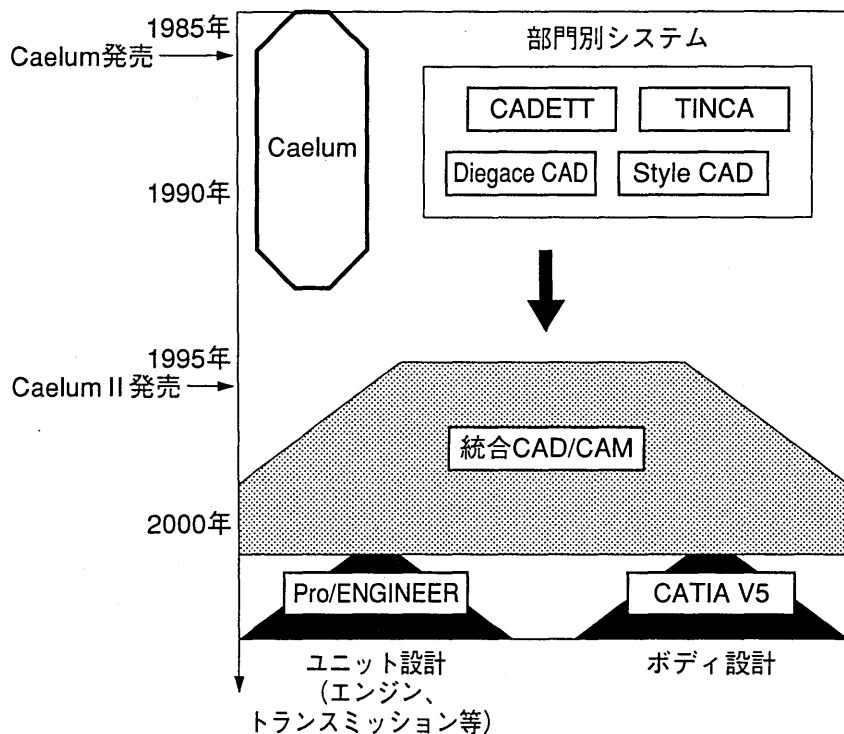 1985年
Caelum発売
部門別システム
CADETT
TINCA
Caelum
Diegace CAD
Style CAD
1990年
1995年
Caelum II 発売
統合CAD/CAM
2000年
Pro/ENGINEER
CATIA V5
ユニット設計
(エンジン、
トランスミッション等)
ボディ設計